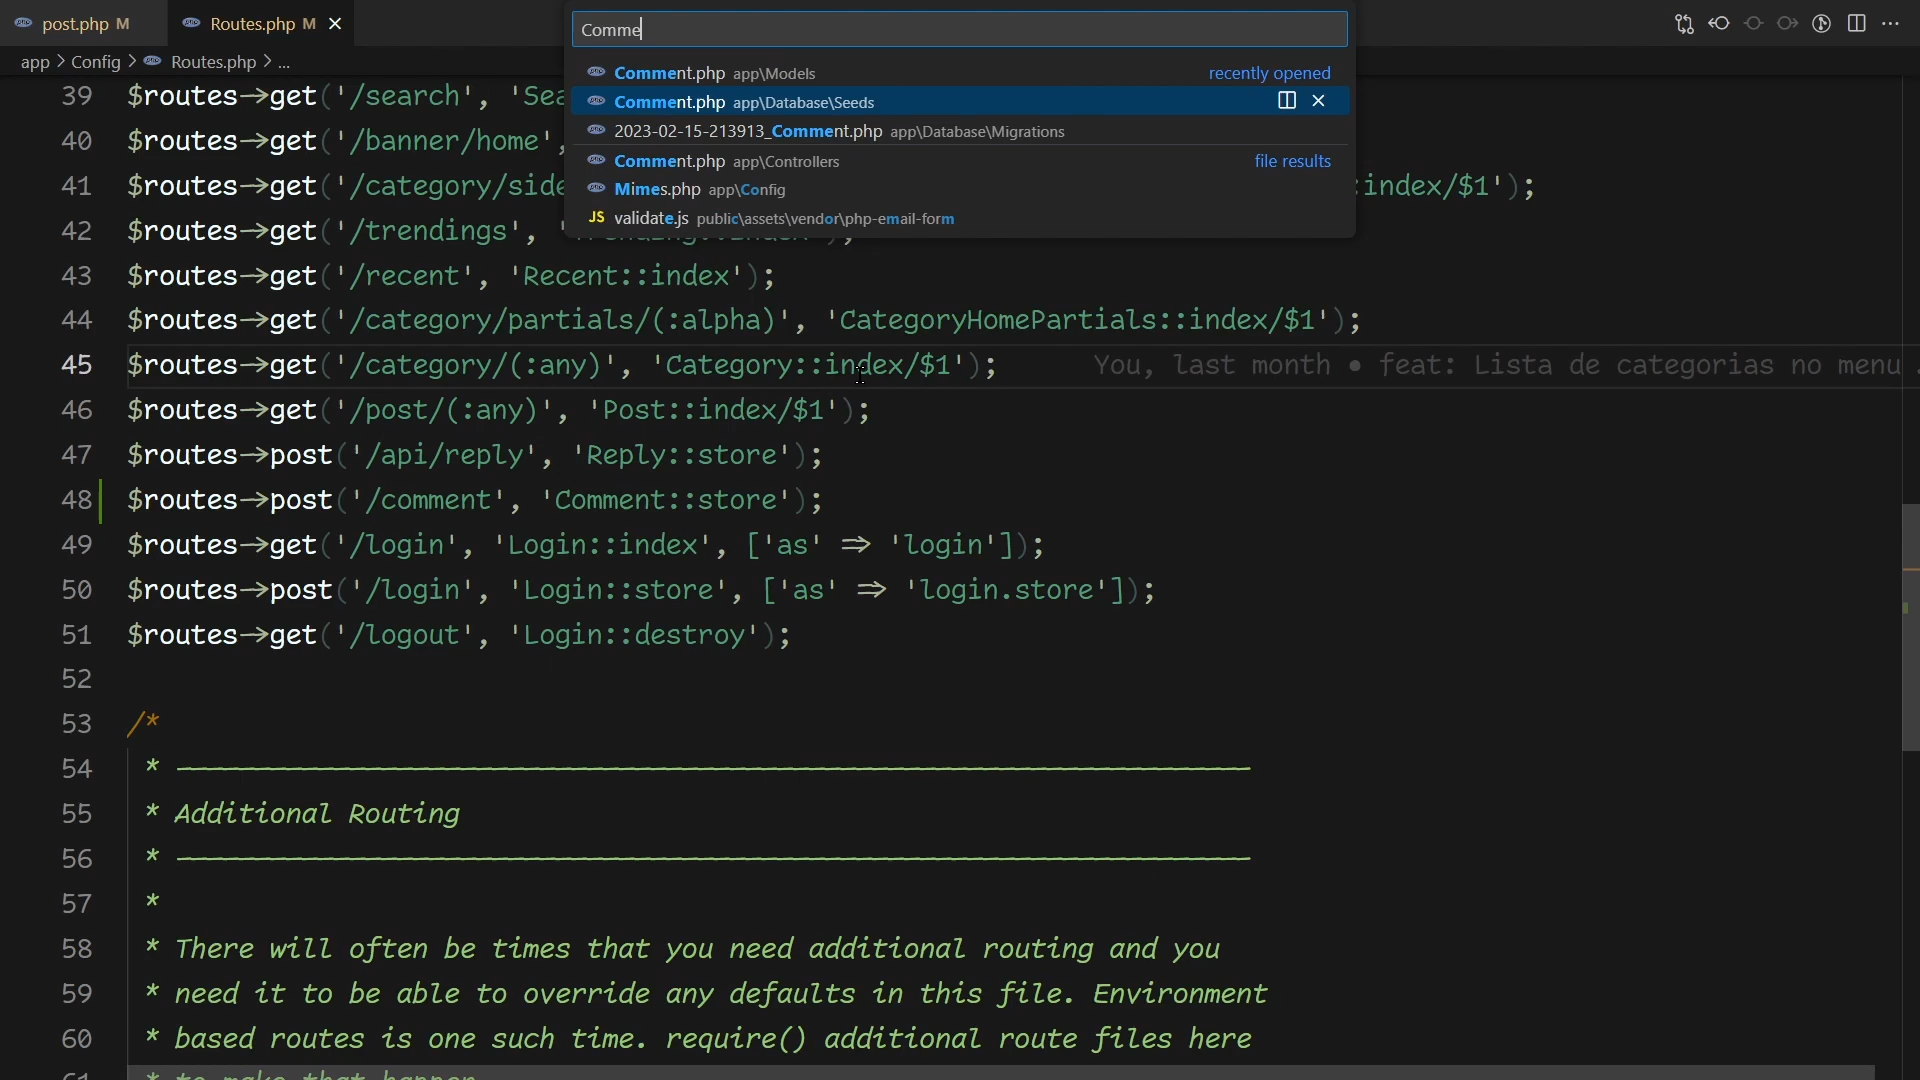 post.php M
Routes.php M
Comme
app > Config > Routes.php > ...
Comment.php app\Models recently opened
Comment.php app\Database\Seeds
2023-02-15-213913_Comment.php app\Database\Migrations
Comment.php app\Controllers file results
Mimes.php app\Config
JS validate.js public\assets\vendor\php-email-form
39 $routes->get('/search', 'Sea
40 $routes->get('/banner/home',
41 $routes->get('/category/side :index/$1');
42 $routes->get('/trendings', '
43 $routes->get('/recent', 'Recent::index');
44 $routes->get('/category/partials/(:alpha)', 'CategoryHomePartials::index/$1');
45 $routes->get('/category/(:any)', 'Category::index/$1'); You, last month • feat: Lista de categorias no menu
46 $routes->get('/post/(:any)', 'Post::index/$1');
47 $routes->post('/api/reply', 'Reply::store');
48 $routes->post('/comment', 'Comment::store');
49 $routes->get('/login', 'Login::index', ['as' => 'login']);
50 $routes->post('/login', 'Login::store', ['as' => 'login.store']);
51 $routes->get('/logout', 'Login::destroy');
52
53 /*
54 * --------------------------------------------------------------------
55 * Additional Routing
56 * --------------------------------------------------------------------
57 *
58 * There will often be times that you need additional routing and you
59 * need it to be able to override any defaults in this file. Environment
60 * based routes is one such time. require() additional route files here
61 * to make that happen